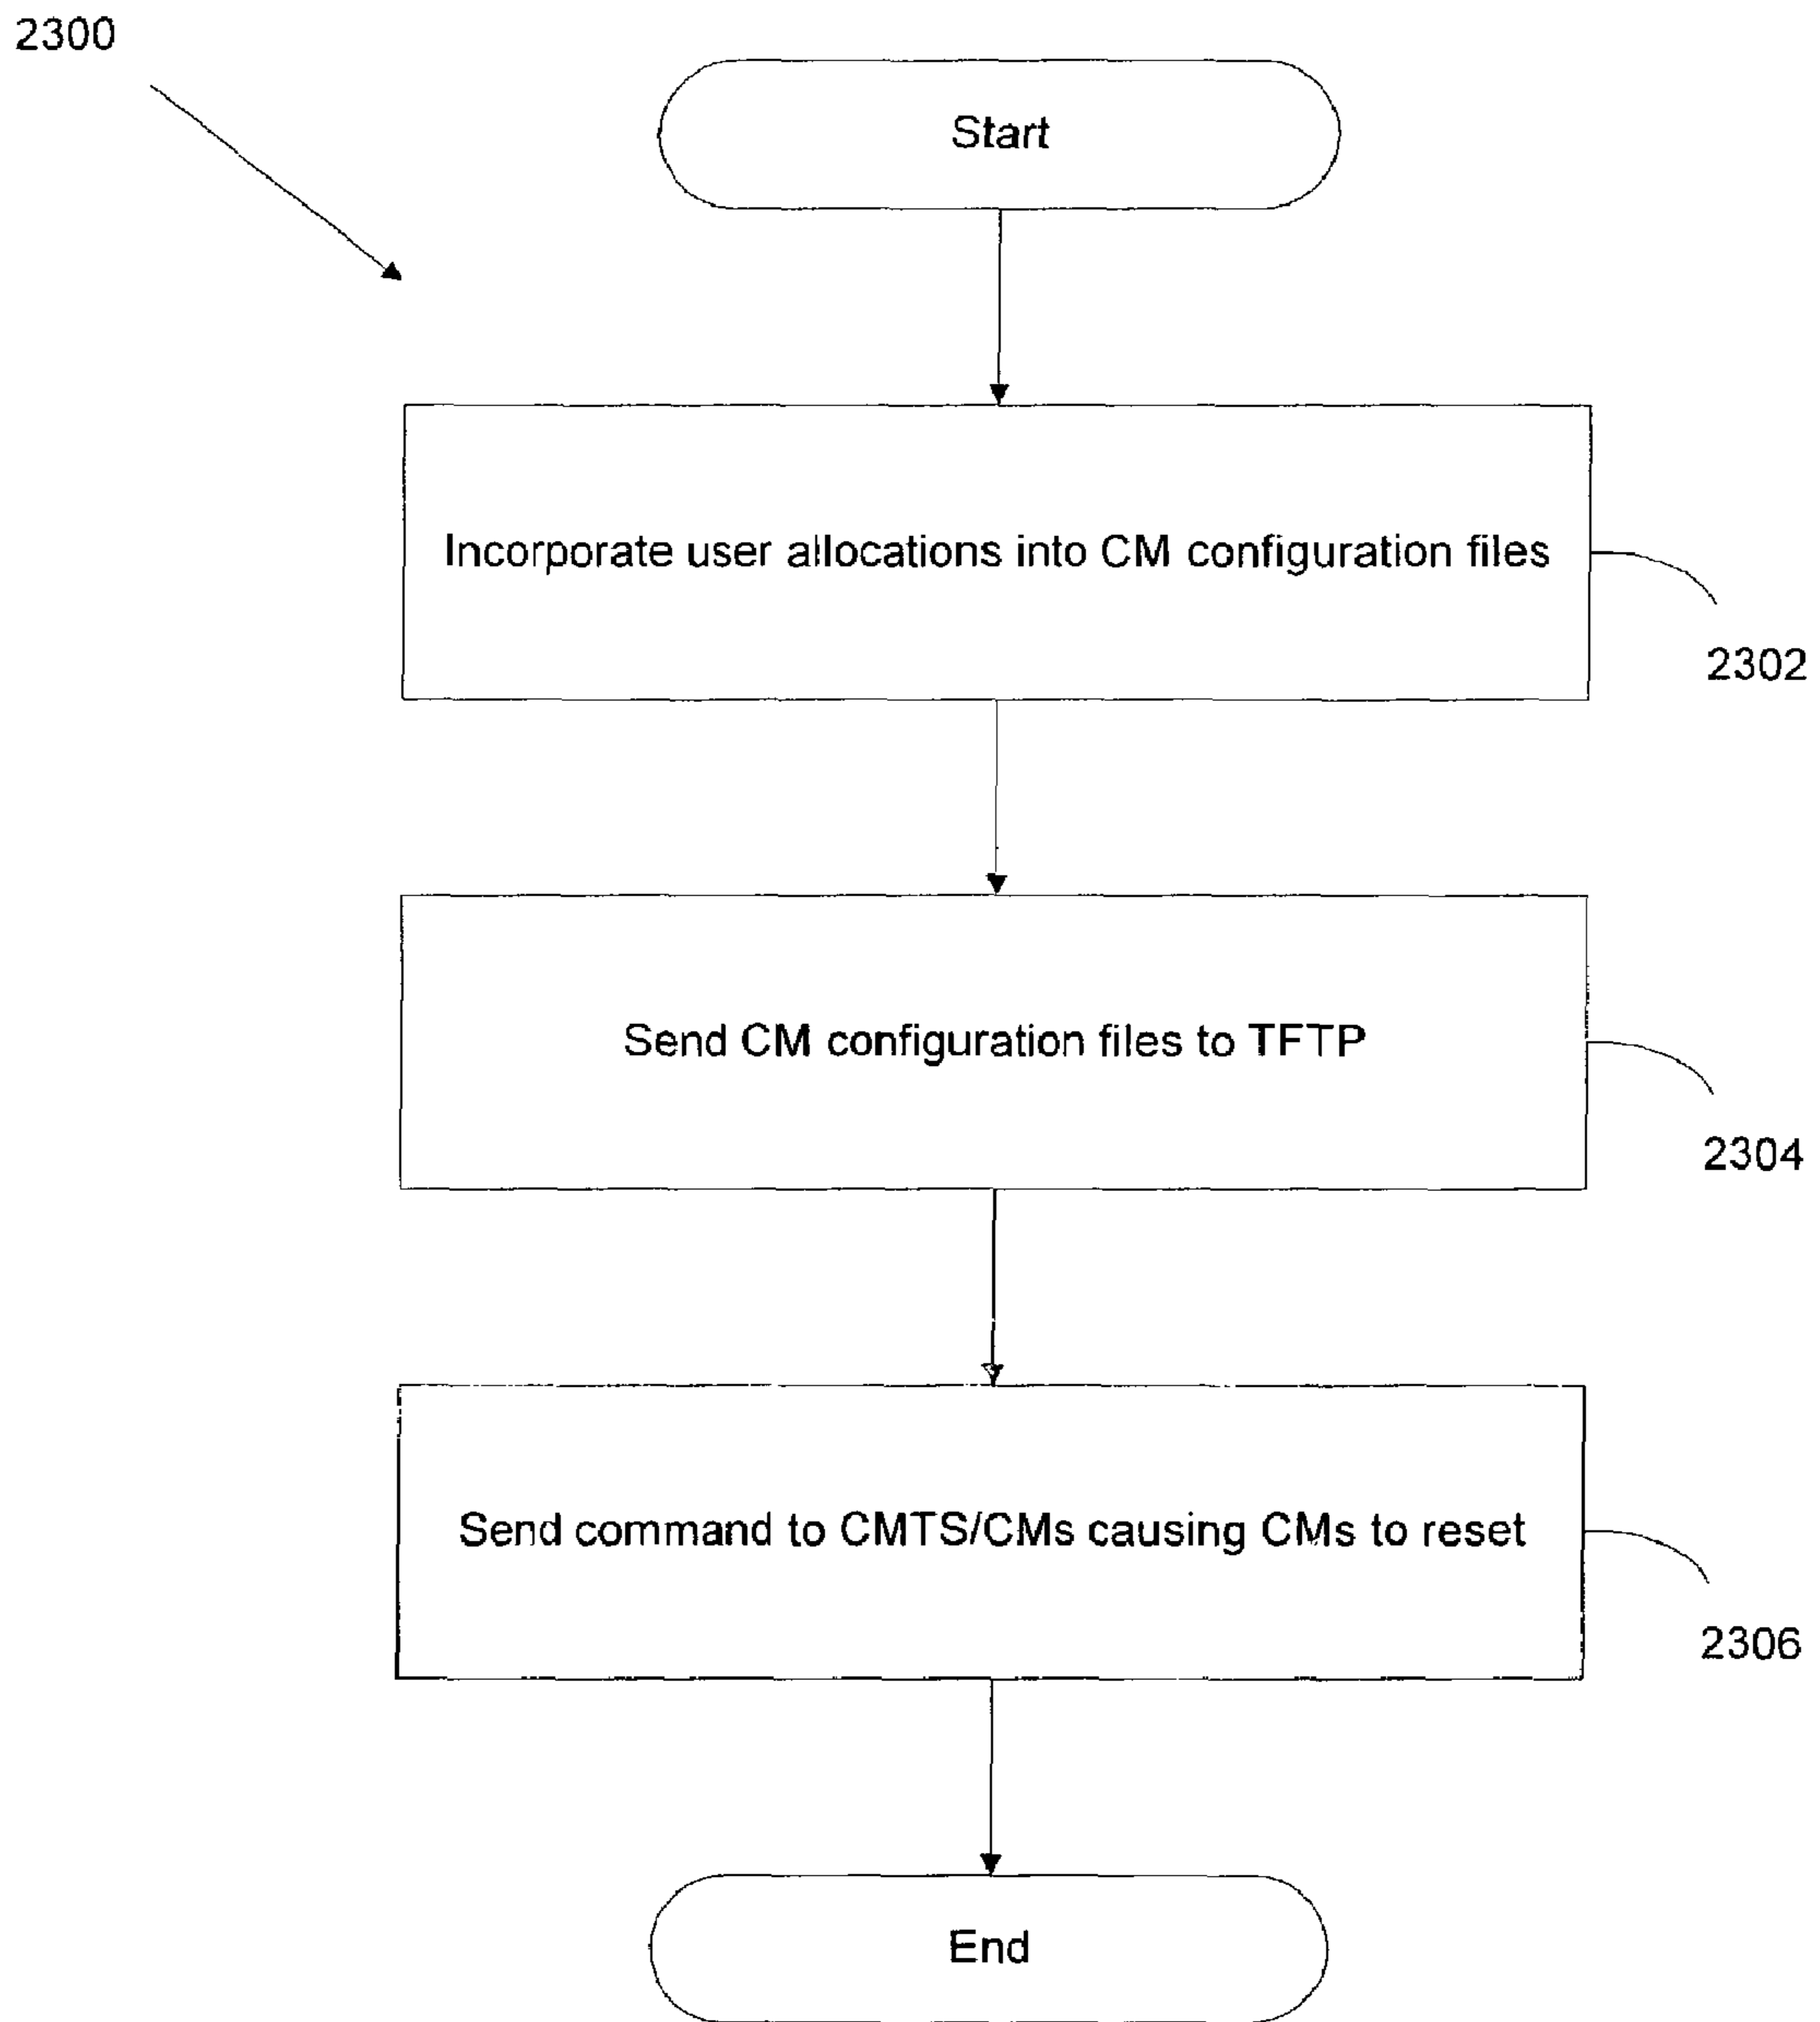 2300
Start
Incorporate user allocations into CM configuration files
2302
Send CM configuration files to TFTP
2304
Send command to CMTS/CMs causing CMs to reset
2306
End